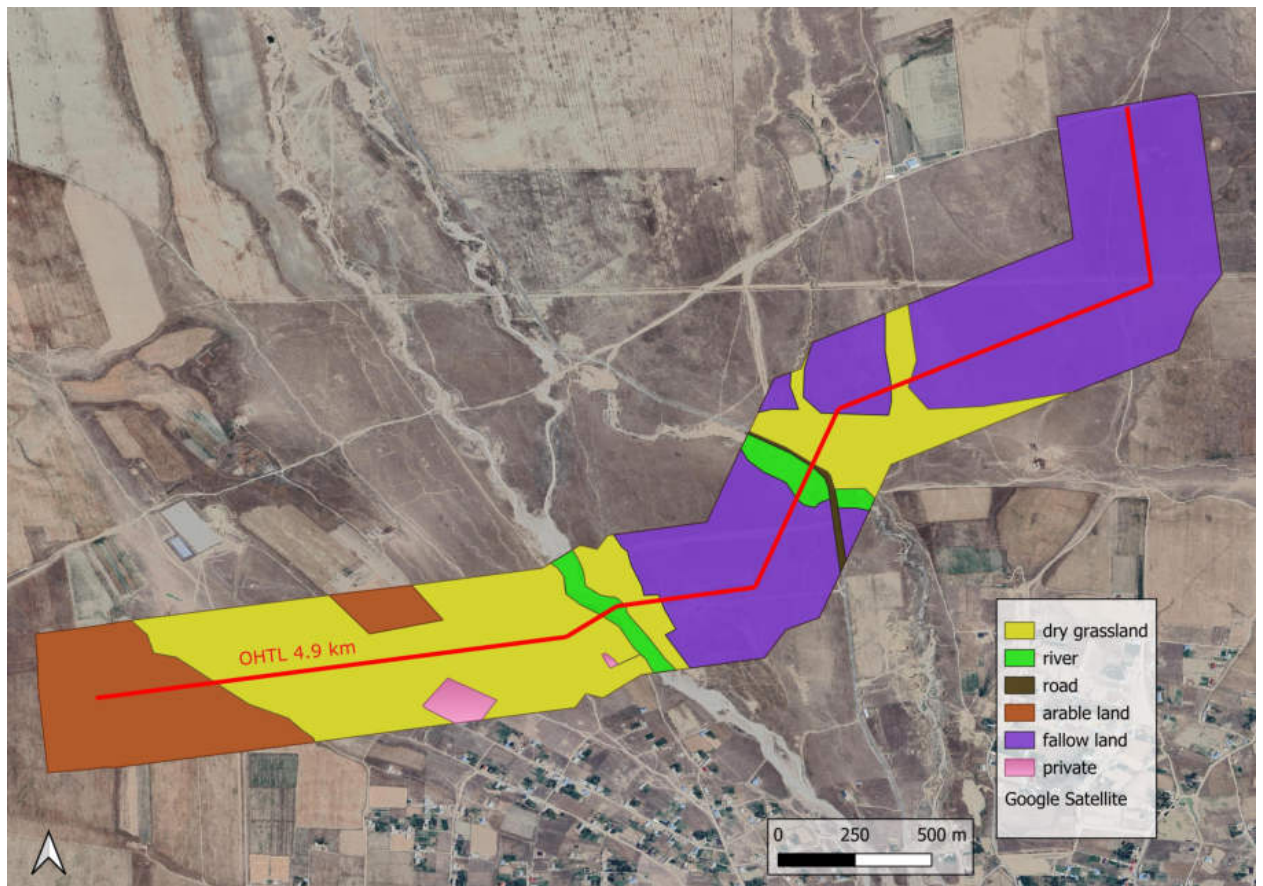 OHTL 4.9 km
dry grassland
river
road
arable land
fallow land
private
Google Satellite
0 250 500 m